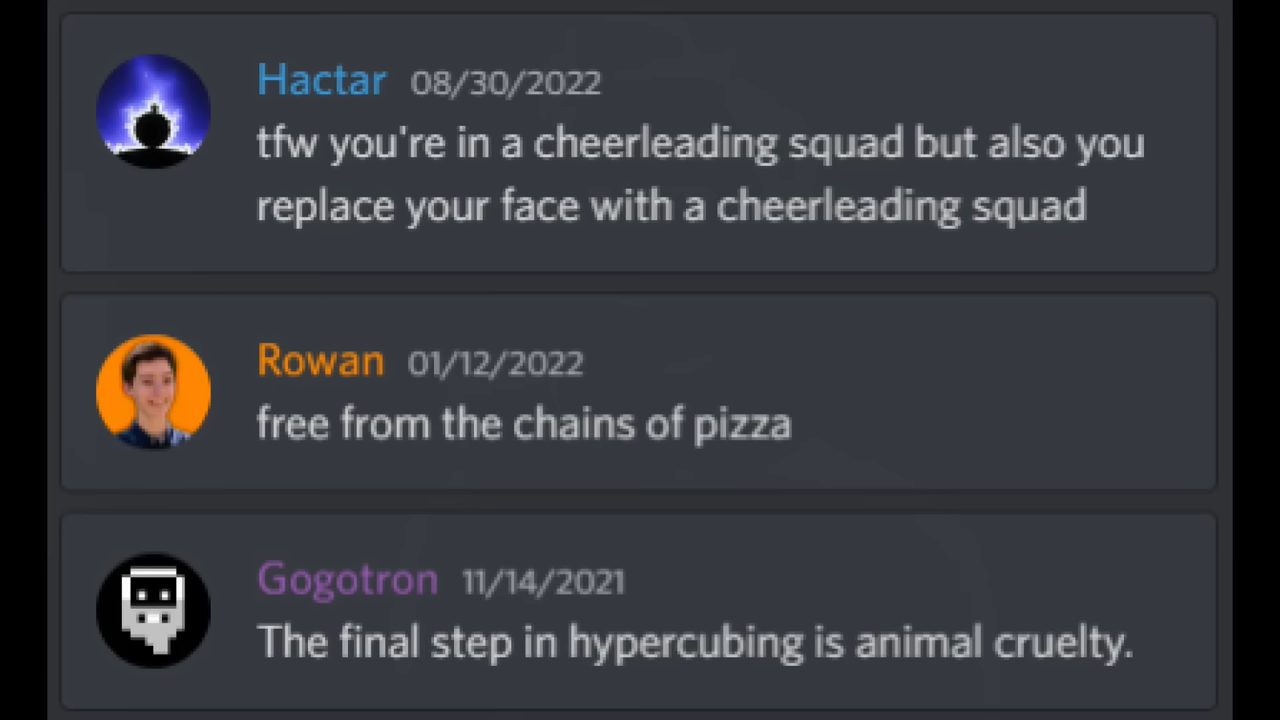 Hactar 08/30/2022
tfw you're in a cheerleading squad but also you
replace your face with a cheerleading squad
Rowan 01/12/2022
free from the chains of pizza
Gogotron 11/14/2021
The final step in hypercubing is animal cruelty.